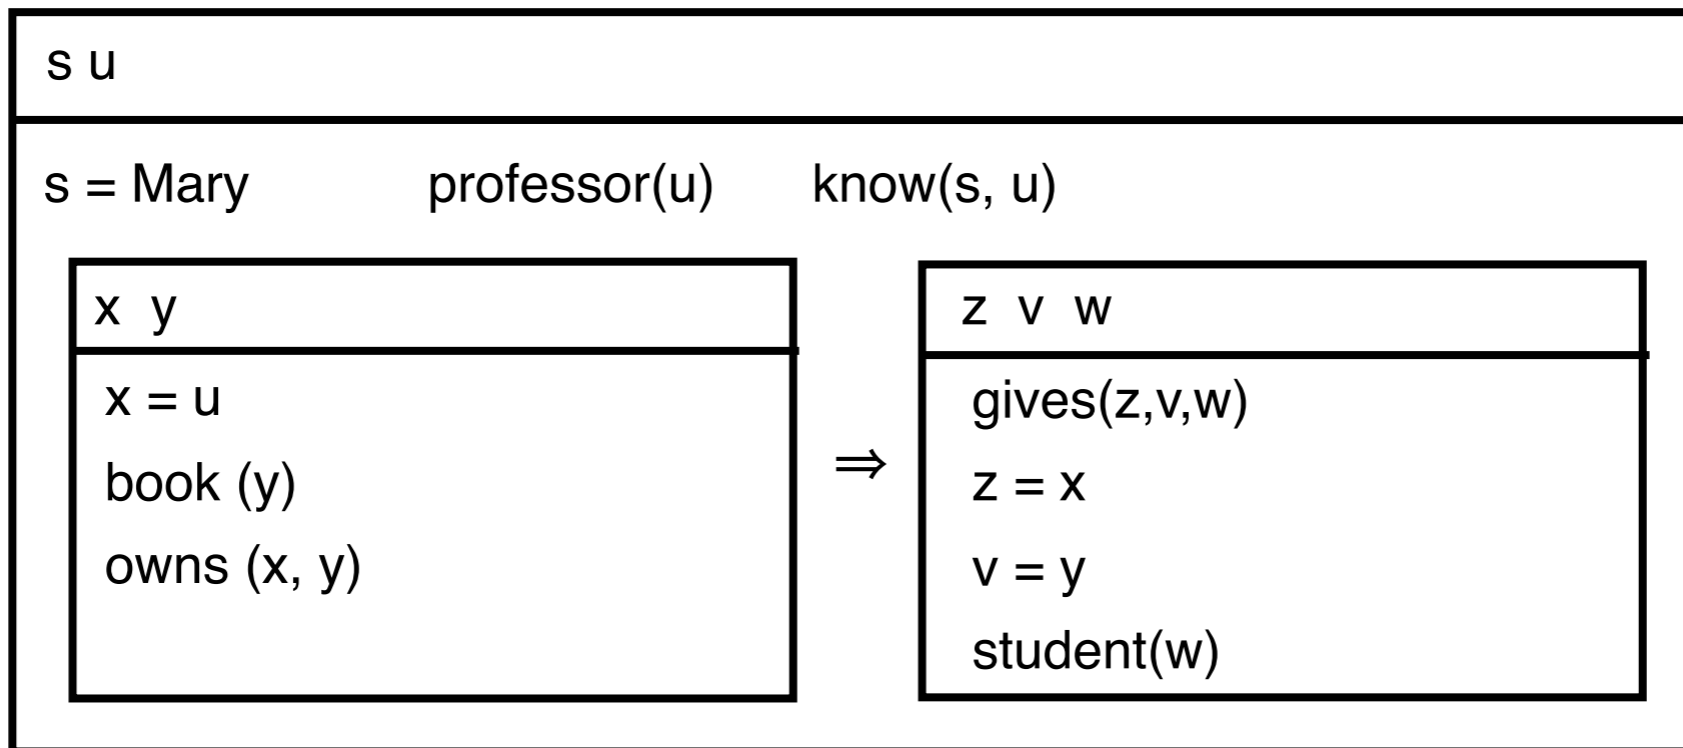 s u
s = Mary professor(u) know(s, u)
x y
x = u
book (y)
owns (x, y)
⇒
z v w
gives(z,v,w)
z = x
v = y
student(w)